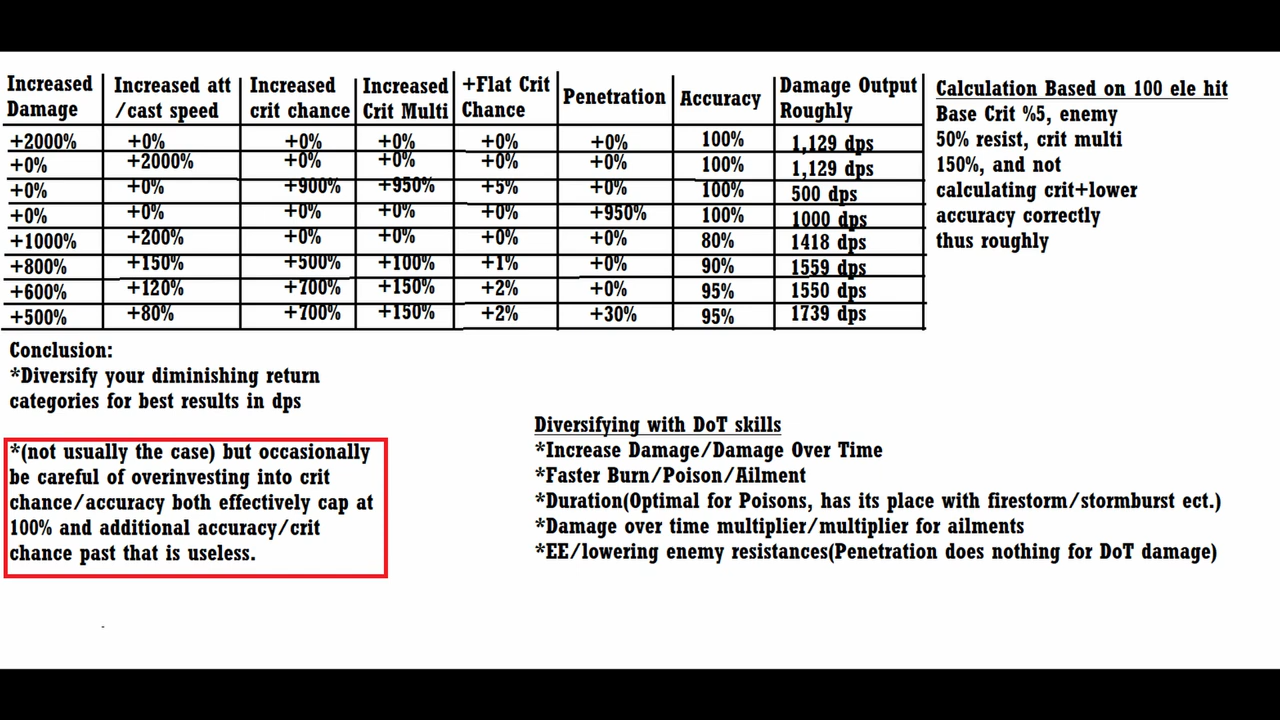 Increased Damage | Increased att /cast speed | Increased crit chance | Increased Crit Multi | +Flat Crit Chance | Penetration | Accuracy | Damage Output Roughly
+2000% | +0% | +0% | +0% | +0% | +0% | 100% | 1,129 dps
+0% | +2000% | +0% | +0% | +0% | +0% | 100% | 1,129 dps
+0% | +0% | +900% | +950% | +5% | +0% | 100% | 500 dps
+0% | +0% | +0% | +0% | +0% | +950% | 100% | 1000 dps
+1000% | +200% | +0% | +0% | +0% | +0% | 80% | 1418 dps
+800% | +150% | +500% | +100% | +1% | +0% | 90% | 1559 dps
+600% | +120% | +700% | +150% | +2% | +0% | 95% | 1550 dps
+500% | +80% | +700% | +150% | +2% | +30% | 95% | 1739 dps
Calculation Based on 100 ele hit
Base Crit %5, enemy
50% resist, crit multi
150%, and not
calculating crit+lower
accuracy correctly
thus roughly
Conclusion:
*Diversify your diminishing return
categories for best results in dps
*(not usually the case) but occasionally
be careful of overinvesting into crit
chance/accuracy both effectively cap at
100% and additional accuracy/crit
chance past that is useless.
Diversifying with DoT skills
*Increase Damage/Damage Over Time
*Faster Burn/Poison/Ailment
*Duration(Optimal for Poisons, has its place with firestorm/stormburst ect.)
*Damage over time multiplier/multiplier for ailments
*EE/lowering enemy resistances(Penetration does nothing for DoT damage)